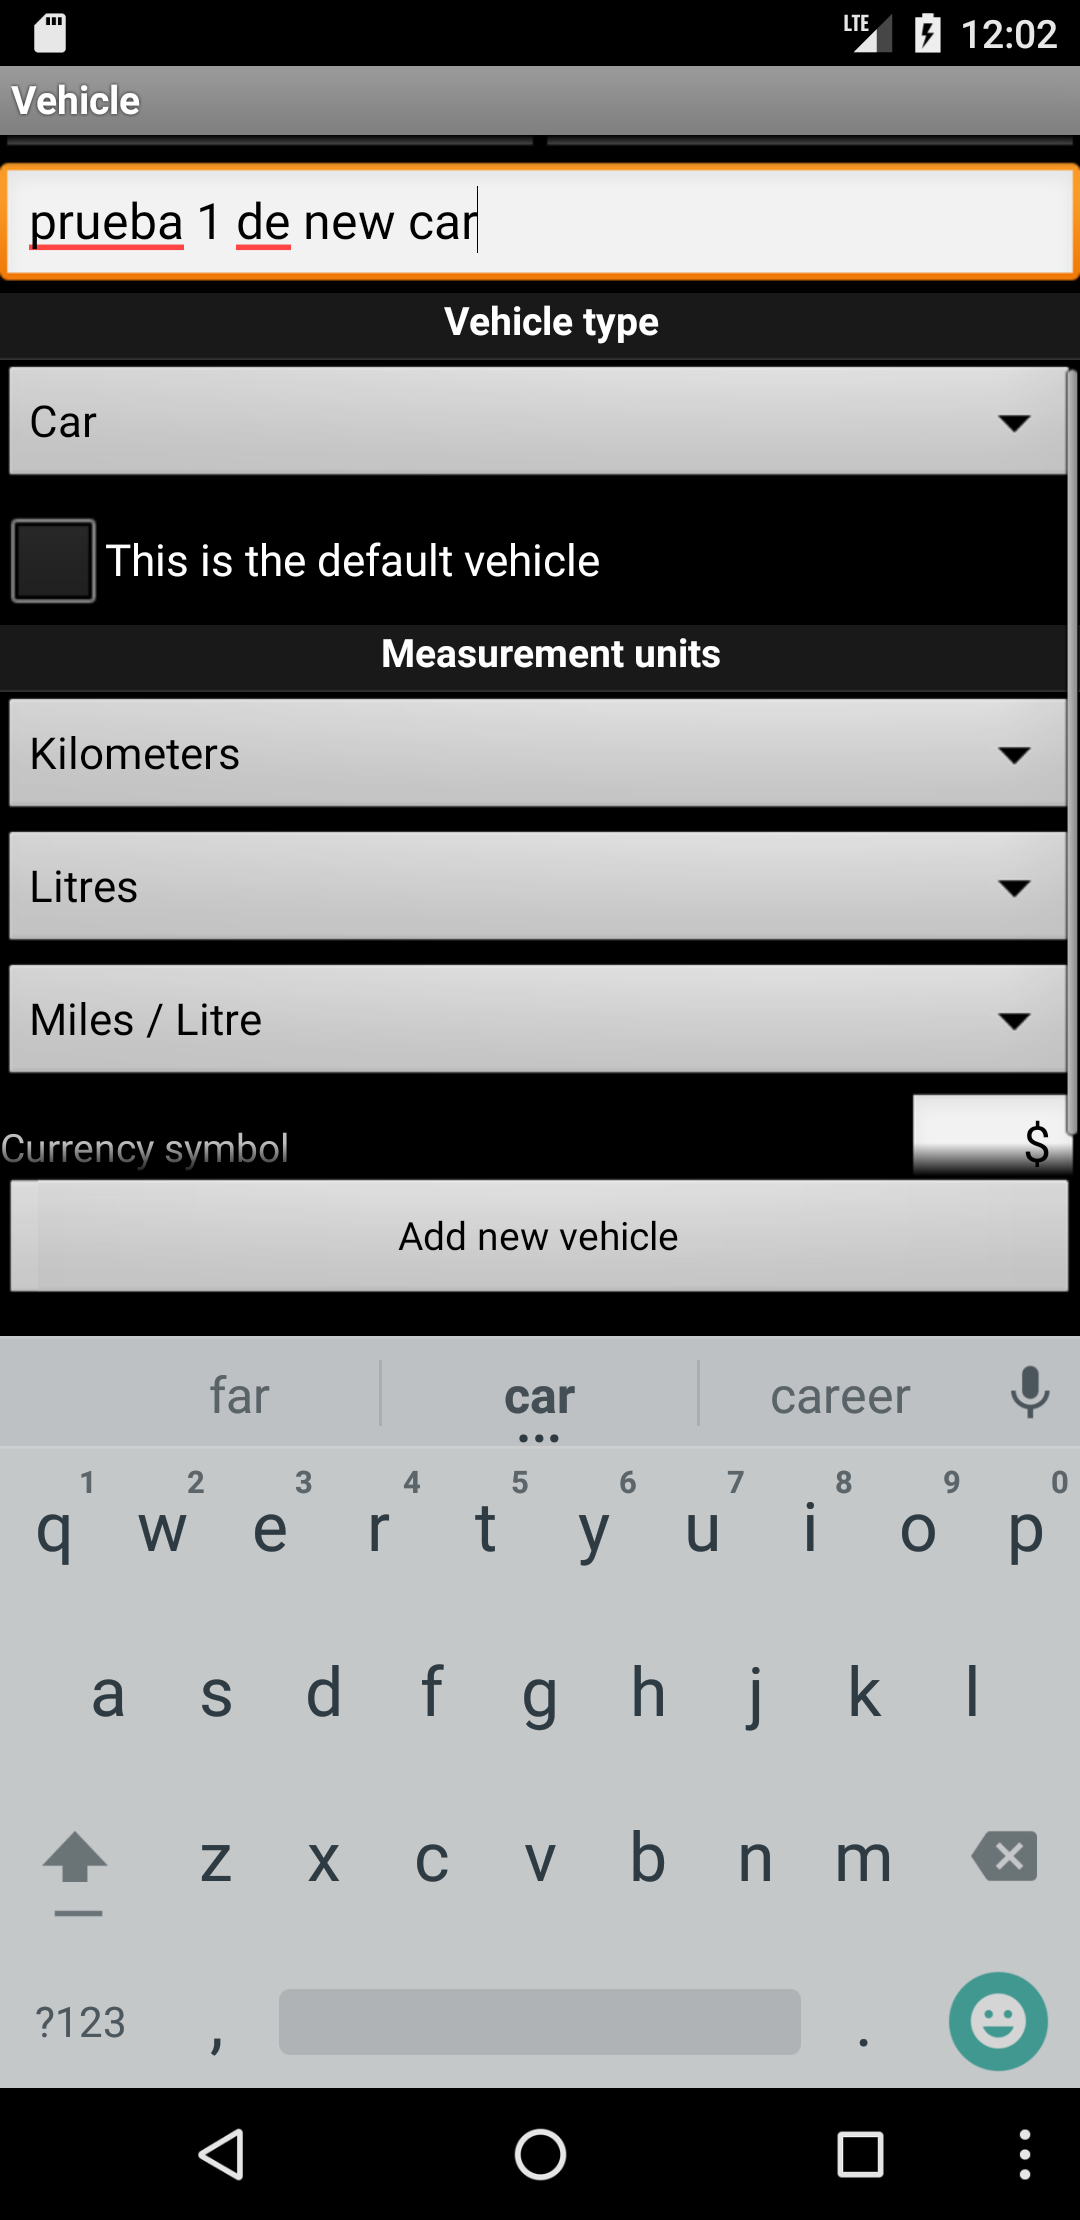 LTE 12:02
Vehicle
prueba 1 de new car
Vehicle type
Car
This is the default vehicle
Measurement units
Kilometers
Litres
Miles / Litre
Currency symbol $
Add new vehicle
far car career
1 2 3 4 5 6 7 8 9 0
q w e r t y u i o p
a s d f g h j k l
z x c v b n m
?123 , .